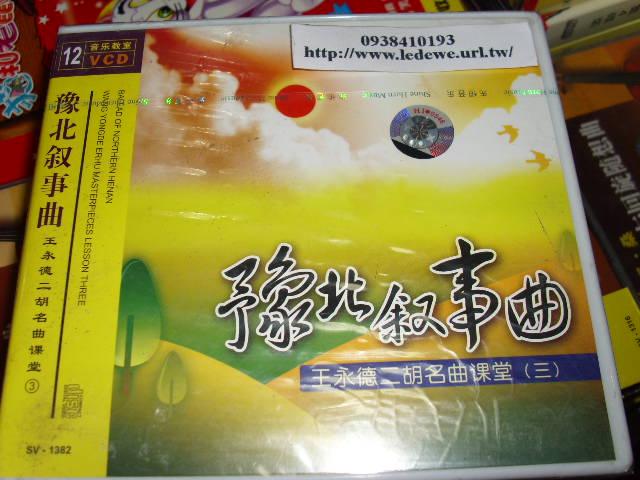 12
音乐教室
VCD
豫北叙事曲
王永德二胡名曲课堂
③
BALLAD OF NORTHERN HENAN
WANG YONGDE ERHU MASTERPIECES LESSON THREE
SV-1382
0938410193
http://www.ledewe.url.tw/
豫北叙事曲
王永德二胡名曲课堂（三）